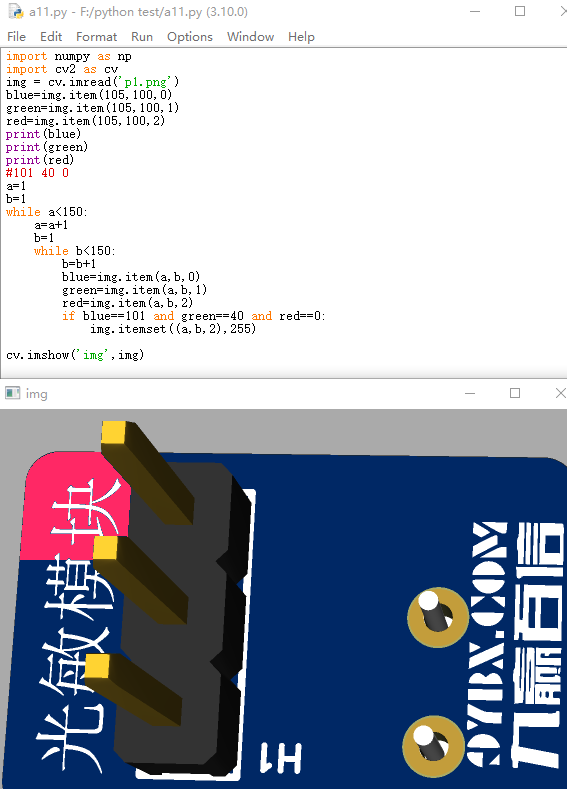 a11.py - F:/python test/a11.py (3.10.0)
File Edit Format Run Options Window Help
import numpy as np
import cv2 as cv
img = cv.imread('p1.png')
blue=img.item(105,100,0)
green=img.item(105,100,1)
red=img.item(105,100,2)
print(blue)
print(green)
print(red)
#101 40 0
a=1
b=1
while a<150:
    a=a+1
    b=1
    while b<150:
        b=b+1
        blue=img.item(a,b,0)
        green=img.item(a,b,1)
        red=img.item(a,b,2)
        if blue==101 and green==40 and red==0:
            img.itemset((a,b,2),255)
cv.imshow('img',img)
img
光敏模块
H1
9YBX.COM
九赢百信